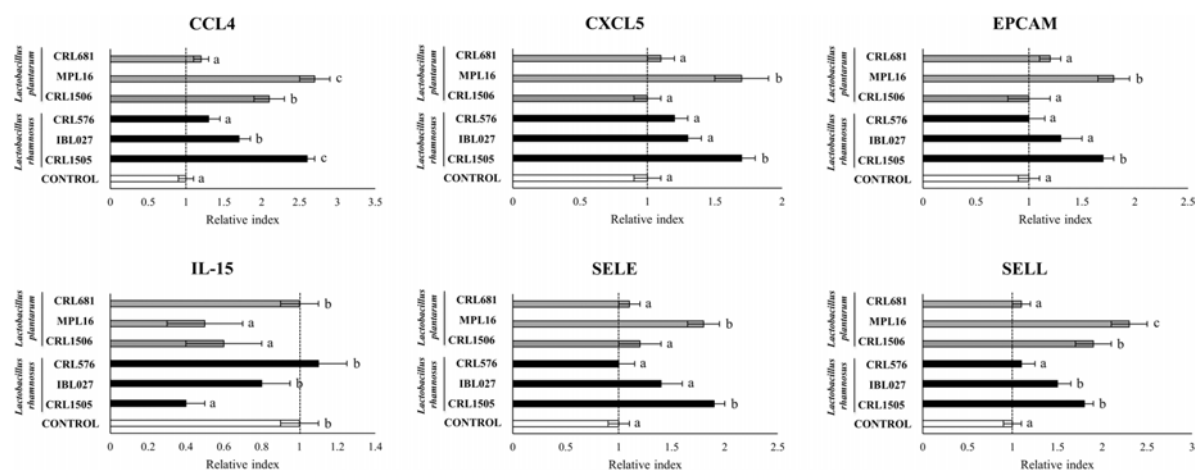 CCL4
Lactobacillus plantarum
CRL681 a
MPL16 c
CRL1506 b
Lactobacillus rhamnosus
CRL576 a
IBL027 b
CRL1505 c
CONTROL a
0 0.5 1 1.5 2 2.5 3 3.5
Relative index
CXCL5
Lactobacillus plantarum
CRL681 a
MPL16 b
CRL1506 a
Lactobacillus rhamnosus
CRL576 a
IBL027 a
CRL1505 b
CONTROL a
0 0.5 1 1.5 2
Relative index
EPCAM
Lactobacillus plantarum
CRL681 a
MPL16 b
CRL1506 a
Lactobacillus rhamnosus
CRL576 a
IBL027 a
CRL1505 b
CONTROL a
0 0.5 1 1.5 2 2.5
Relative index
IL-15
Lactobacillus plantarum
CRL681 b
MPL16 a
CRL1506 a
Lactobacillus rhamnosus
CRL576 b
IBL027 b
CRL1505 a
CONTROL b
0 0.2 0.4 0.6 0.8 1 1.2 1.4
Relative index
SELE
Lactobacillus plantarum
CRL681 a
MPL16 b
CRL1506 a
Lactobacillus rhamnosus
CRL576 a
IBL027 a
CRL1505 b
CONTROL a
0 0.5 1 1.5 2 2.5
Relative index
SELL
Lactobacillus plantarum
CRL681 a
MPL16 c
CRL1506 b
Lactobacillus rhamnosus
CRL576 a
IBL027 b
CRL1505 b
CONTROL a
0 0.5 1 1.5 2 2.5 3
Relative index